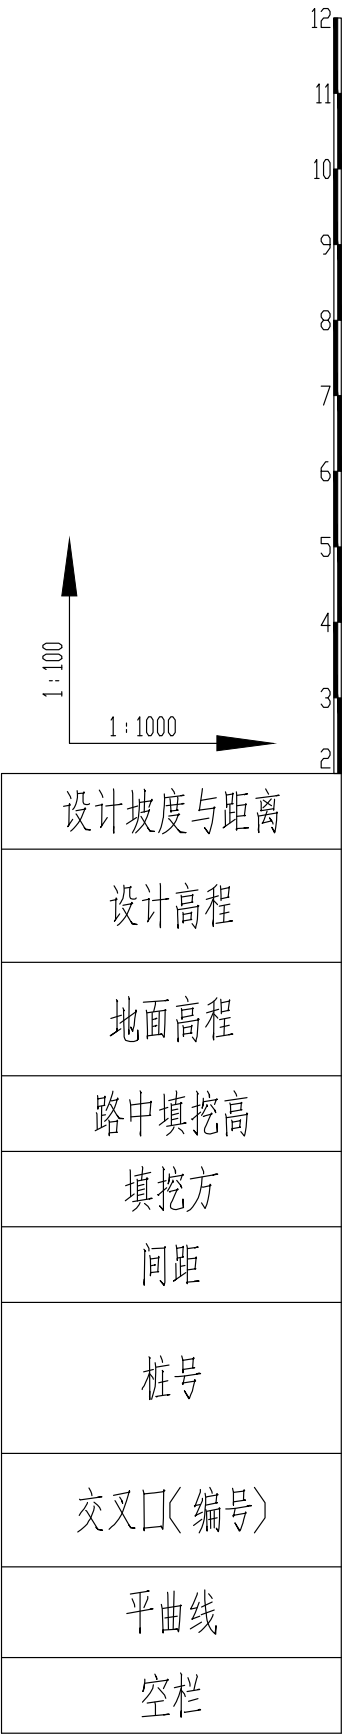 12
11
10
9
8
7
6
5
4
3
2
1:100
1:1000
设计坡度与距离
设计高程
地面高程
路中填挖高
填挖方
间距
桩号
交叉口(编号)
平曲线
空栏